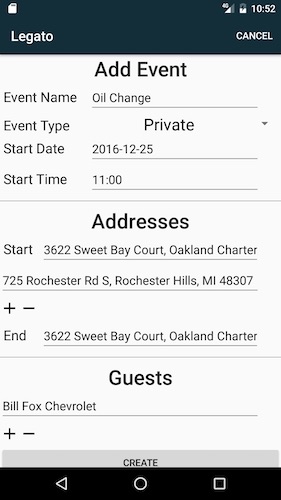 4G 10:52
Legato CANCEL
Add Event
Event Name Oil Change
Event Type Private
Start Date 2016-12-25
Start Time 11:00
Addresses
Start 3622 Sweet Bay Court, Oakland Charter
725 Rochester Rd S, Rochester Hills, MI 48307
End 3622 Sweet Bay Court, Oakland Charter
Guests
Bill Fox Chevrolet
CREATE